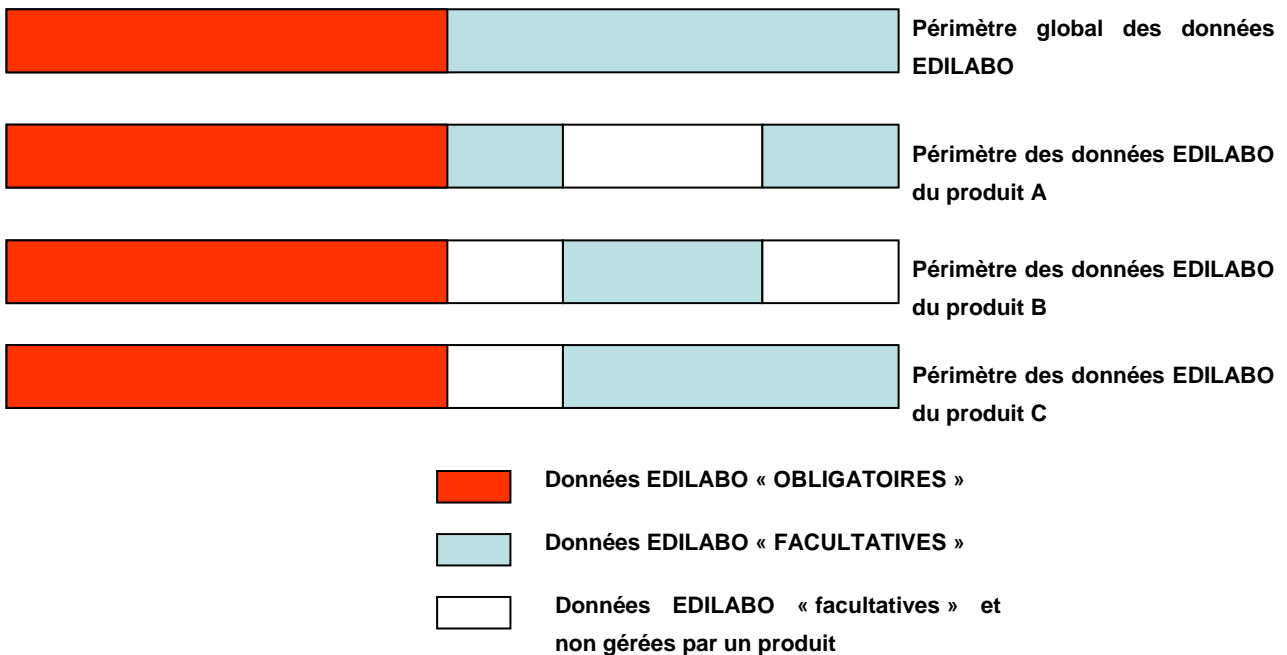 Périmètre global des données
EDILABO
Périmètre des données EDILABO
du produit A
Périmètre des données EDILABO
du produit B
Périmètre des données EDILABO
du produit C
Données EDILABO « OBLIGATOIRES »
Données EDILABO « FACULTATIVES »
Données EDILABO « facultatives » et
non gérées par un produit